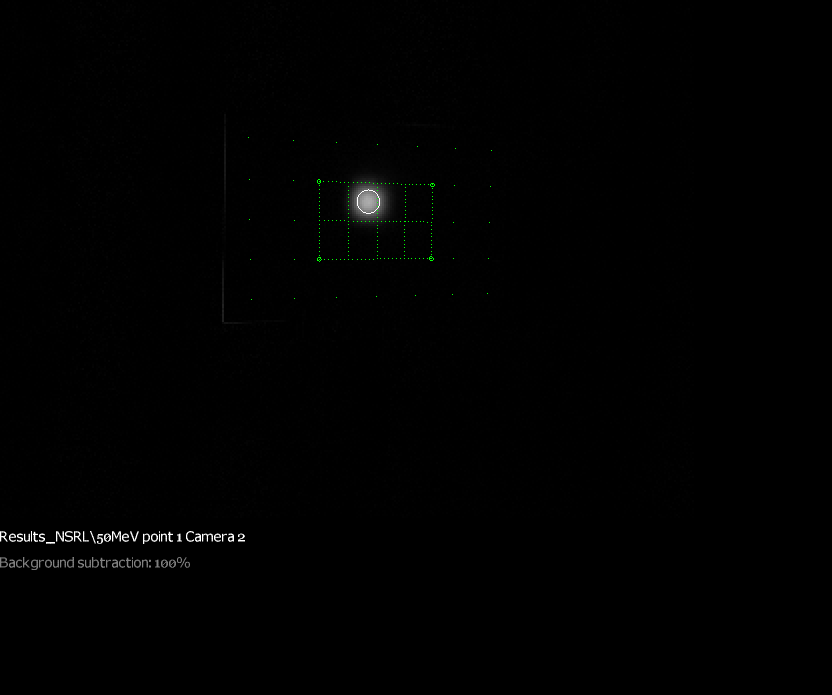 Results_NSRL\50MeV point 1 Camera 2
Background subtraction: 100%